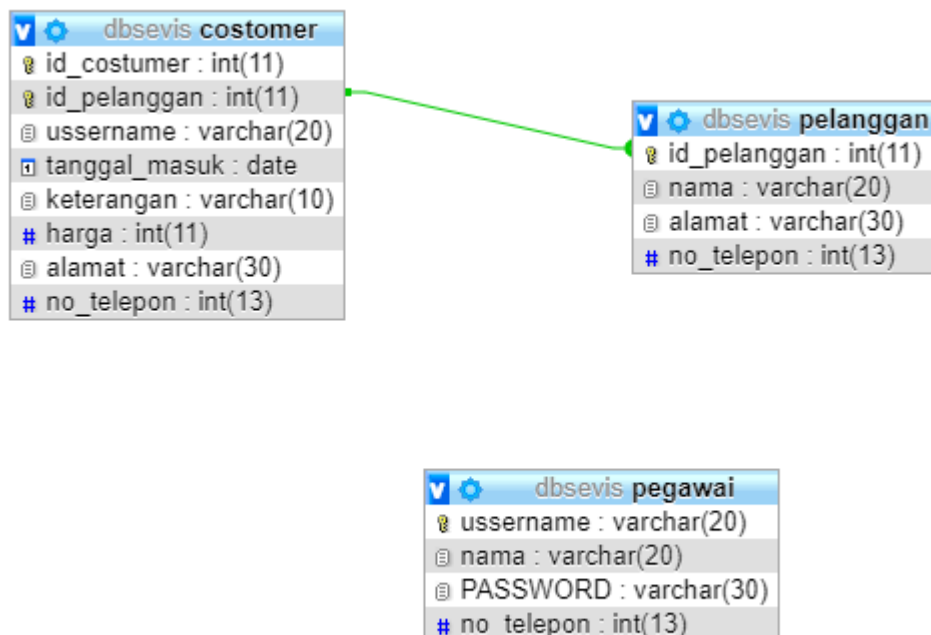 dbsevis costomer
id_costumer : int(11)
id_pelanggan : int(11)
ussername : varchar(20)
tanggal_masuk : date
keterangan : varchar(10)
# harga : int(11)
alamat : varchar(30)
# no_telepon : int(13)
dbsevis pelanggan
id_pelanggan : int(11)
nama : varchar(20)
alamat : varchar(30)
# no_telepon : int(13)
dbsevis pegawai
ussername : varchar(20)
nama : varchar(20)
PASSWORD : varchar(30)
# no_telepon : int(13)